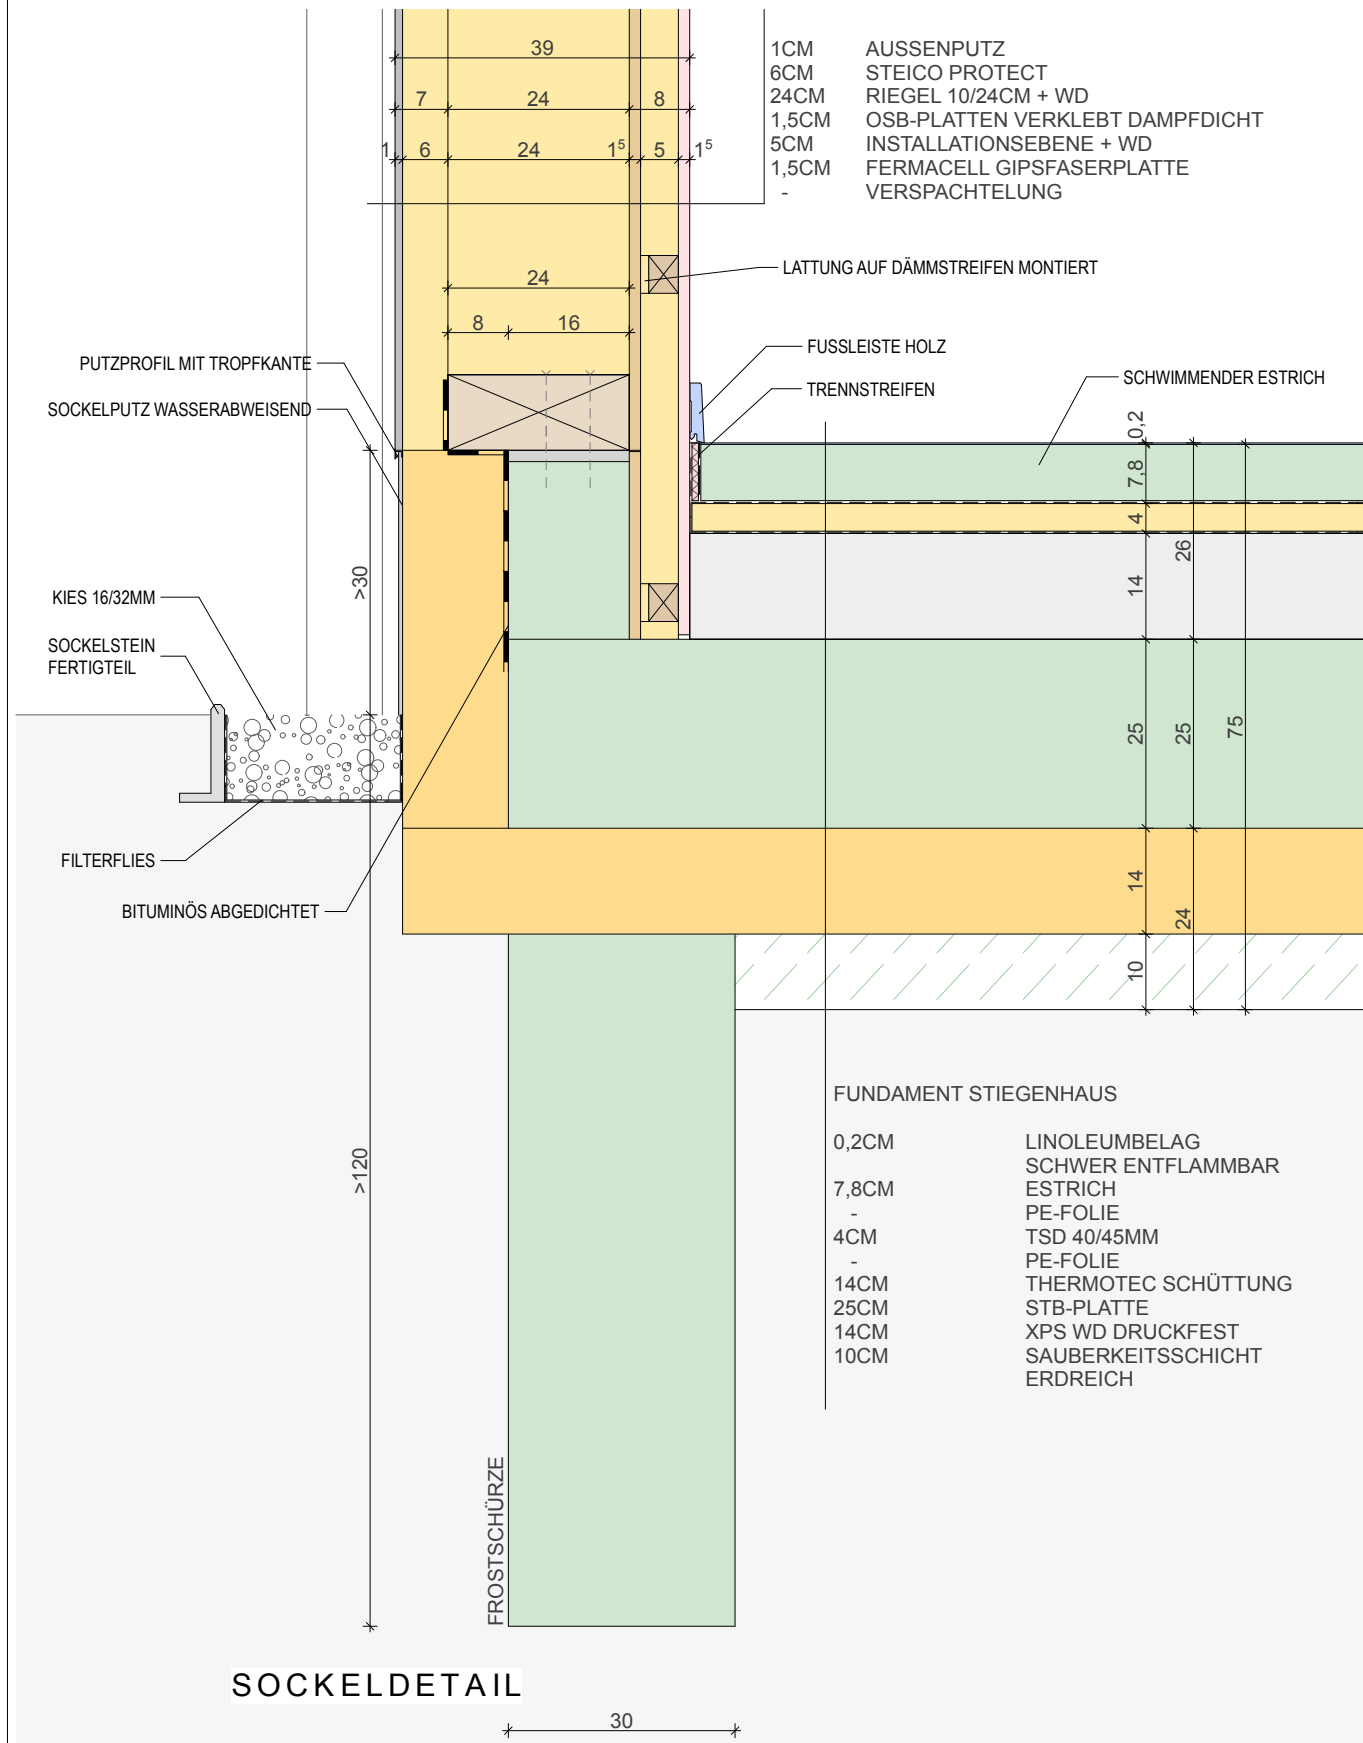 39
7 24 8
1 6 24 1⁵ 5 1⁵
1CM AUSSENPUTZ
6CM STEICO PROTECT
24CM RIEGEL 10/24CM + WD
1,5CM OSB-PLATTEN VERKLEBT DAMPFDICHT
5CM INSTALLATIONSEBENE + WD
1,5CM FERMACELL GIPSFASERPLATTE
- VERSPACHTELUNG
24
8 16
LATTUNG AUF DÄMMSTREIFEN MONTIERT
FUSSLEISTE HOLZ
TRENNSTREIFEN
SCHWIMMENDER ESTRICH
PUTZPROFIL MIT TROPFKANTE
SOCKELPUTZ WASSERABWEISEND
KIES 16/32MM
SOCKELSTEIN
FERTIGTEIL
FILTERFLIES
BITUMINÖS ABGEDICHTET
>30
>120
0,2
7,8
4
14
25
14
10
26
25
24
75
FUNDAMENT STIEGENHAUS
0,2CM LINOLEUMBELAG
SCHWER ENTFLAMMBAR
7,8CM ESTRICH
- PE-FOLIE
4CM TSD 40/45MM
- PE-FOLIE
14CM THERMOTEC SCHÜTTUNG
25CM STB-PLATTE
14CM XPS WD DRUCKFEST
10CM SAUBERKEITSSCHICHT
ERDREICH
FROSTSCHÜRZE
SOCKELDETAIL
30